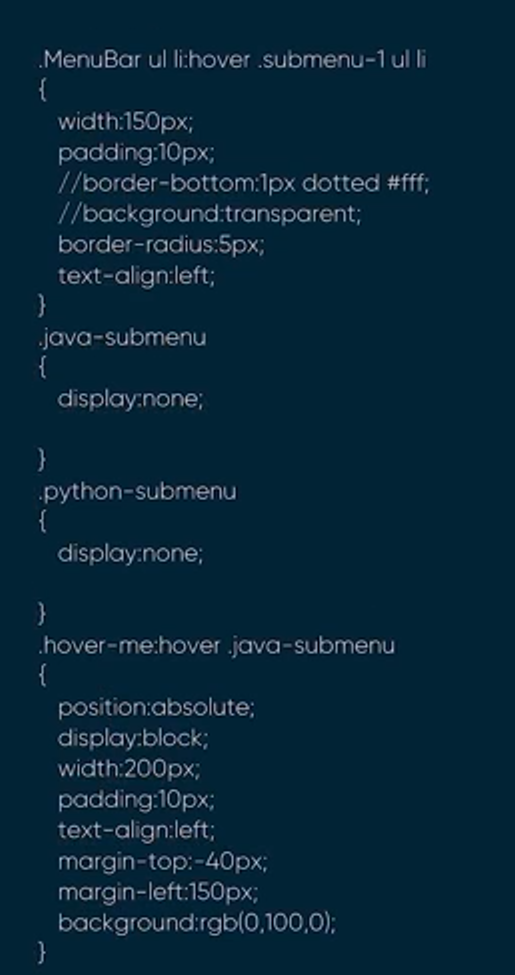 .MenuBar ul li:hover .submenu-1 ul li
{
width:150px;
padding:10px;
//border-bottom:1px dotted #fff;
//background:transparent;
border-radius:5px;
text-align:left;
}
.java-submenu
{
display:none;
}
.python-submenu
{
display:none;
}
.hover-me:hover .java-submenu
{
position:absolute;
display:block;
width:200px;
padding:10px;
text-align:left;
margin-top:-40px;
margin-left:150px;
background:rgb(0,100,0);
}